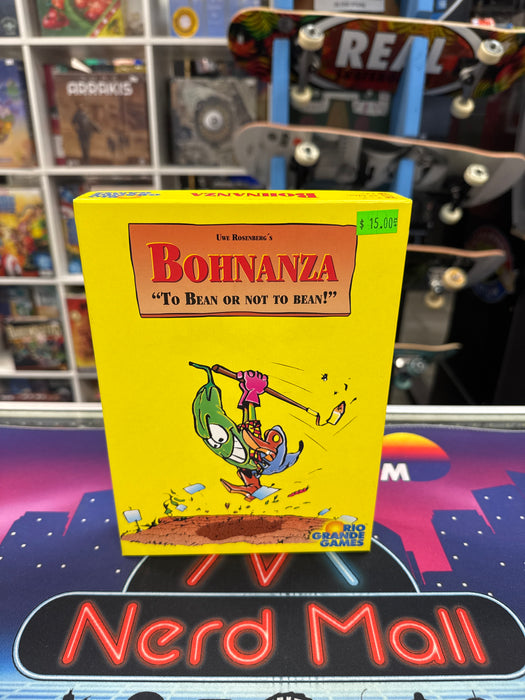 ARRAKIS
REAL
BOHNANZA
$ 15.00
UWE ROSENBERG'S
BOHNANZA
"TO BEAN OR NOT TO BEAN!"
RIO
GRANDE
GAMES
M
Nerd Mall